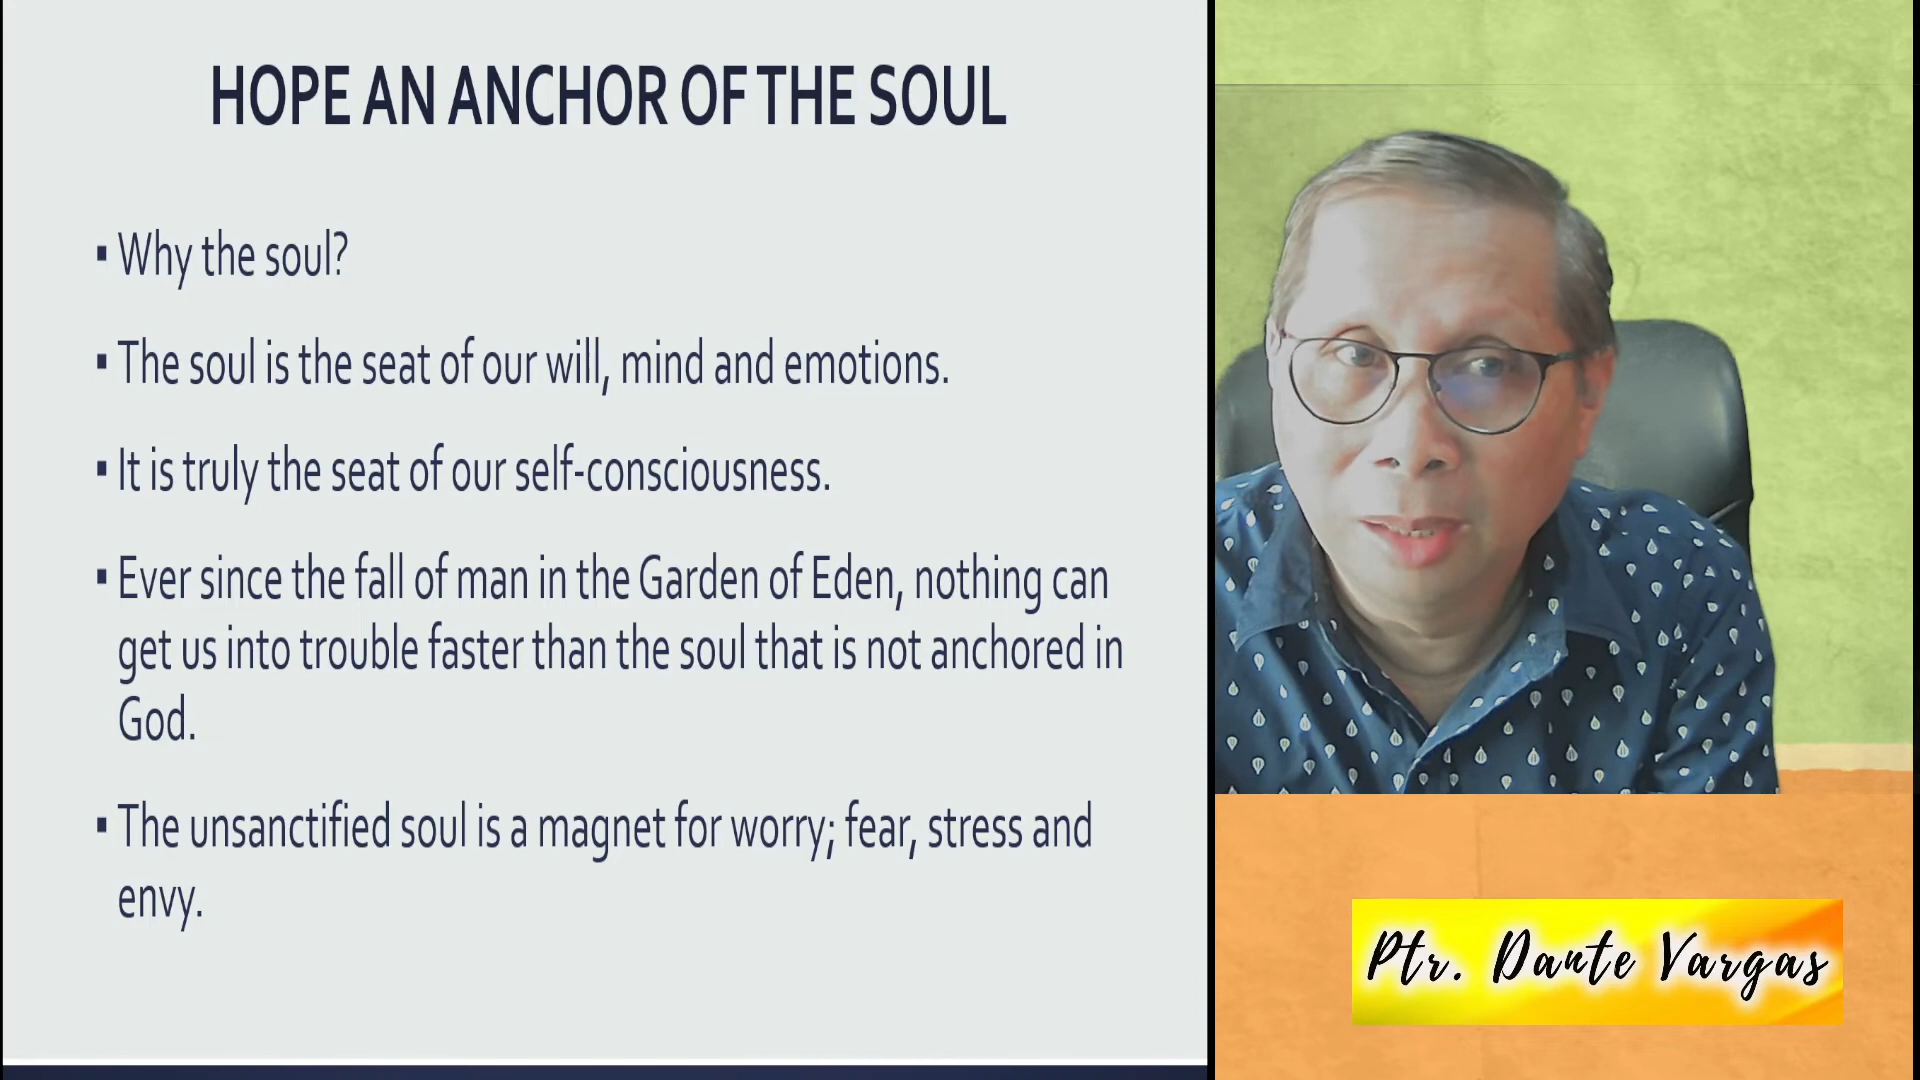 HOPE AN ANCHOR OF THE SOUL
▪ Why the soul?
▪ The soul is the seat of our will, mind and emotions.
▪ It is truly the seat of our self-consciousness.
▪ Ever since the fall of man in the Garden of Eden, nothing can
get us into trouble faster than the soul that is not anchored in
God.
▪ The unsanctified soul is a magnet for worry; fear, stress and
envy.
Ptr. Dante Vargas